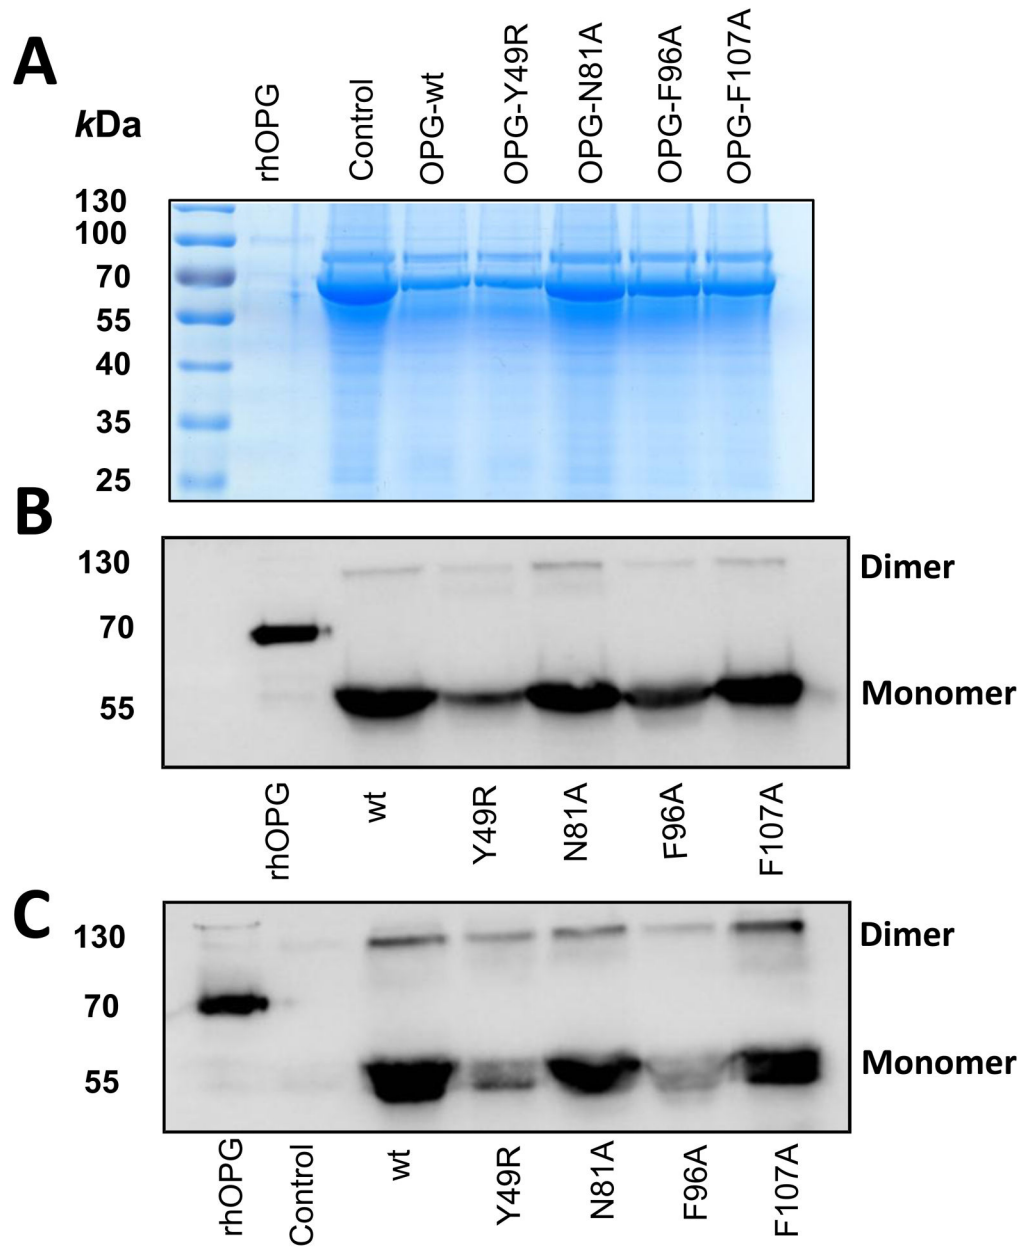 A
kDa
rhOPG
Control
OPG-wt
OPG-Y49R
OPG-N81A
OPG-F96A
OPG-F107A
130
100
70
55
40
35
25
B
130
70
55
Dimer
Monomer
rhOPG
wt
Y49R
N81A
F96A
F107A
C
130
70
55
Dimer
Monomer
rhOPG
Control
wt
Y49R
N81A
F96A
F107A